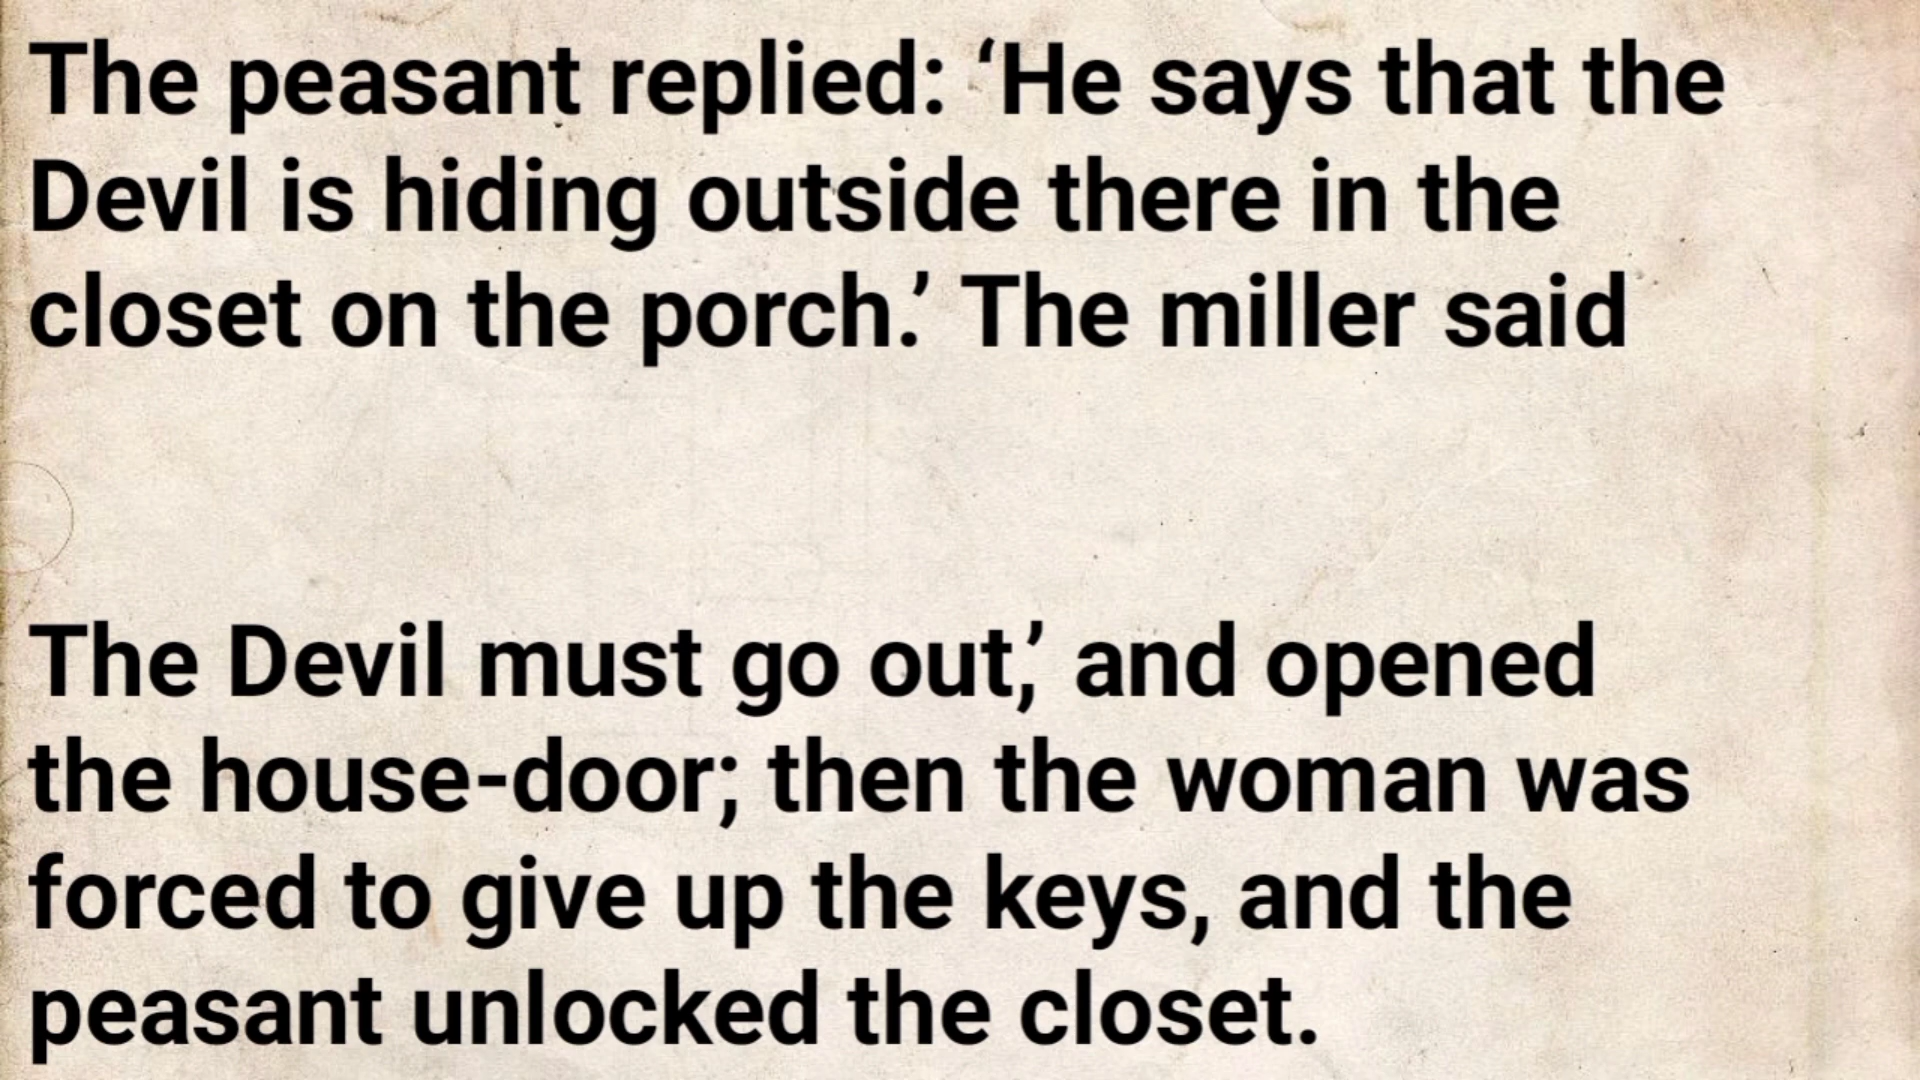 The peasant replied: ‘He says that the
Devil is hiding outside there in the
closet on the porch.’ The miller said
The Devil must go out,’ and opened
the house-door; then the woman was
forced to give up the keys, and the
peasant unlocked the closet.